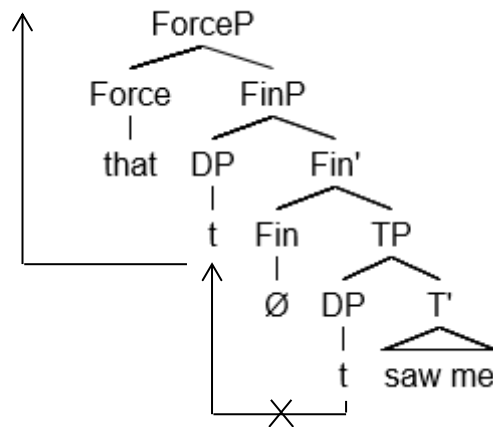 ForceP
Force FinP
that DP Fin'
t Fin TP
Ø DP T'
t saw me